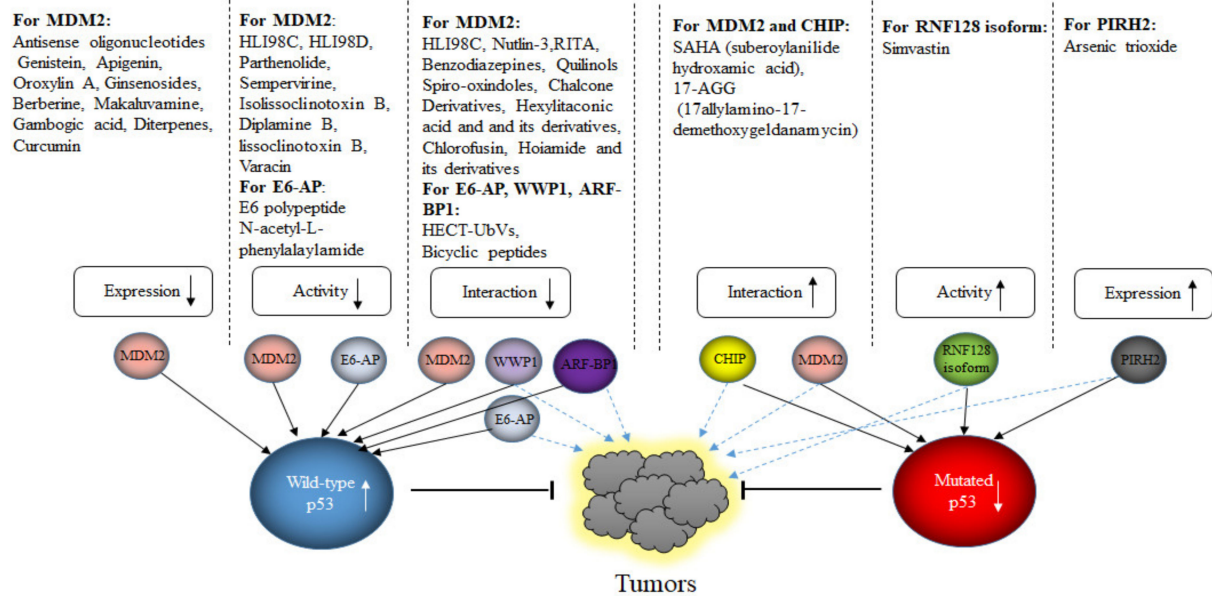 For MDM2:
Antisense oligonucleotides
Genistein, Apigenin,
Oroxylin A, Ginsenosides,
Berberine, Makaluvamine,
Gambogic acid, Diterpenes,
Curcumin
For MDM2:
HLI98C, HLI98D,
Parthenolide,
Sempervirine,
Isolissoclinotoxin B,
Diplamine B,
lissoclinotoxin B,
Varacin
For E6-AP:
E6 polypeptide
N-acetyl-L-
phenylalaylamide
For MDM2:
HLI98C, Nutlin-3,RITA,
Benzodiazepines, Quilinols
Spiro-oxindoles, Chalcone
Derivatives, Hexylitaconic
acid and and its derivatives,
Chlorofusin, Hoiamide and
its derivatives
For E6-AP, WWP1, ARF-
BP1:
HECT-UbVs,
Bicyclic peptides
For MDM2 and CHIP:
SAHA (suberoylanilide
hydroxamic acid),
17-AGG
(17allylamino-17-
demethoxygeldanamycin)
For RNF128 isoform:
Simvastin
For PIRH2:
Arsenic trioxide
Expression ↓
Activity ↓
Interaction ↓
Interaction ↑
Activity ↑
Expression ↑
MDM2
MDM2
E6-AP
MDM2
WWP1
ARF-BP1
E6-AP
CHIP
MDM2
RNF128
isoform
PIRH2
Wild-type
p53 ↑
Mutated
p53 ↓
Tumors